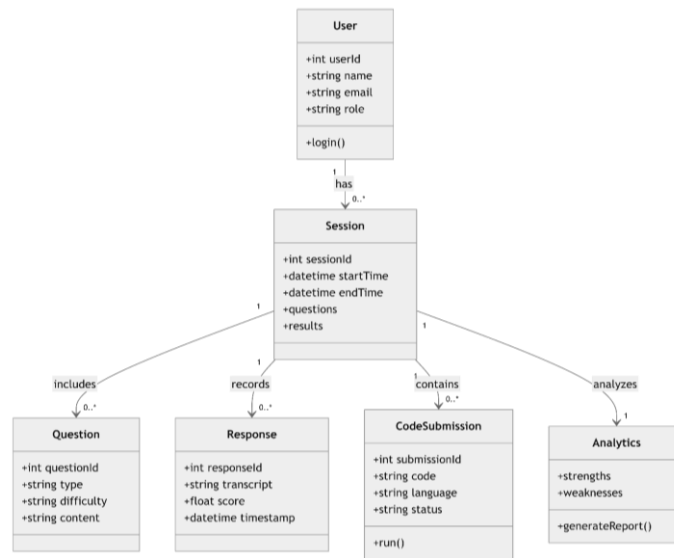 User
+int userId
+string name
+string email
+string role
+login()
1
has
0..*
Session
+int sessionId
+datetime startTime
+datetime endTime
+questions
+results
1
1
1
1
includes
records
contains
analyzes
0..*
0..*
0..*
1
Question
+int questionId
+string type
+string difficulty
+string content
Response
+int responseId
+string transcript
+float score
+datetime timestamp
CodeSubmission
+int submissionId
+string code
+string language
+string status
+run()
Analytics
+strengths
+weaknesses
+generateReport()